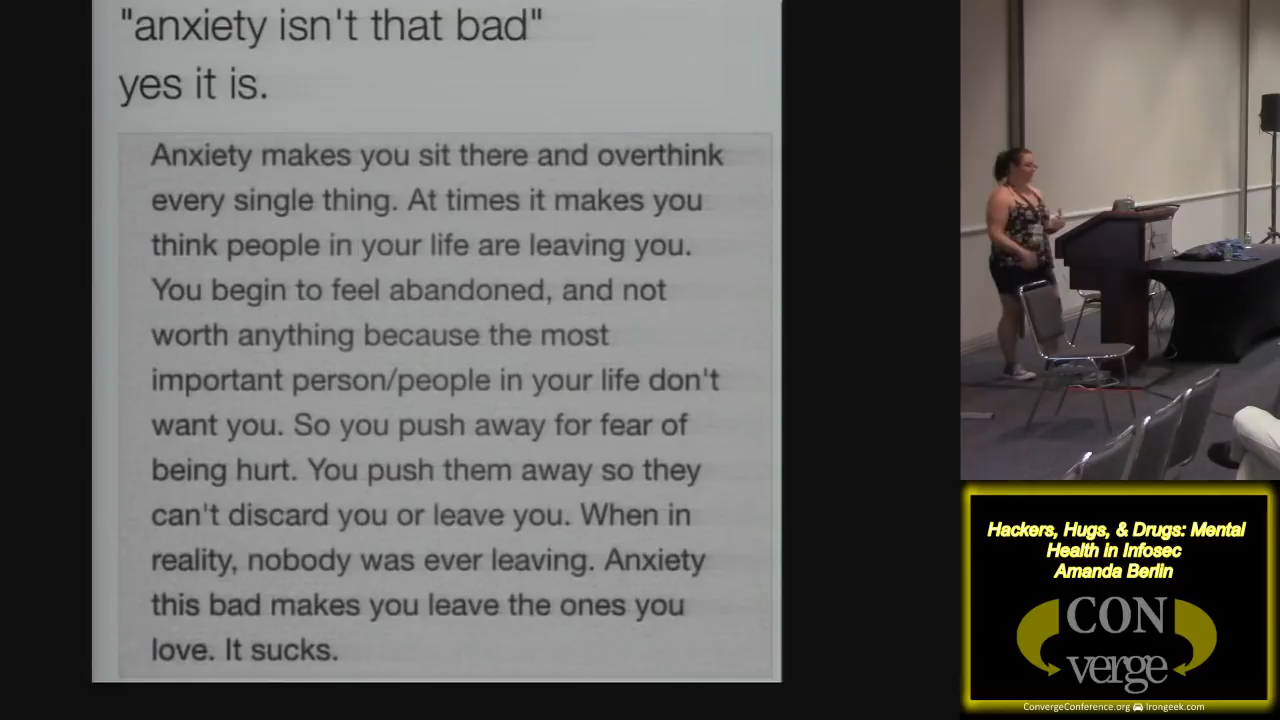 "anxiety isn't that bad"
yes it is.
Anxiety makes you sit there and overthink
every single thing. At times it makes you
think people in your life are leaving you.
You begin to feel abandoned, and not
worth anything because the most
important person/people in your life don't
want you. So you push away for fear of
being hurt. You push them away so they
can't discard you or leave you. When in
reality, nobody was ever leaving. Anxiety
this bad makes you leave the ones you
love. It sucks.
Hackers, Hugs, & Drugs: Mental
Health in Infosec
Amanda Berlin
CON
verge
ConvergeConference.org Irongeek.com